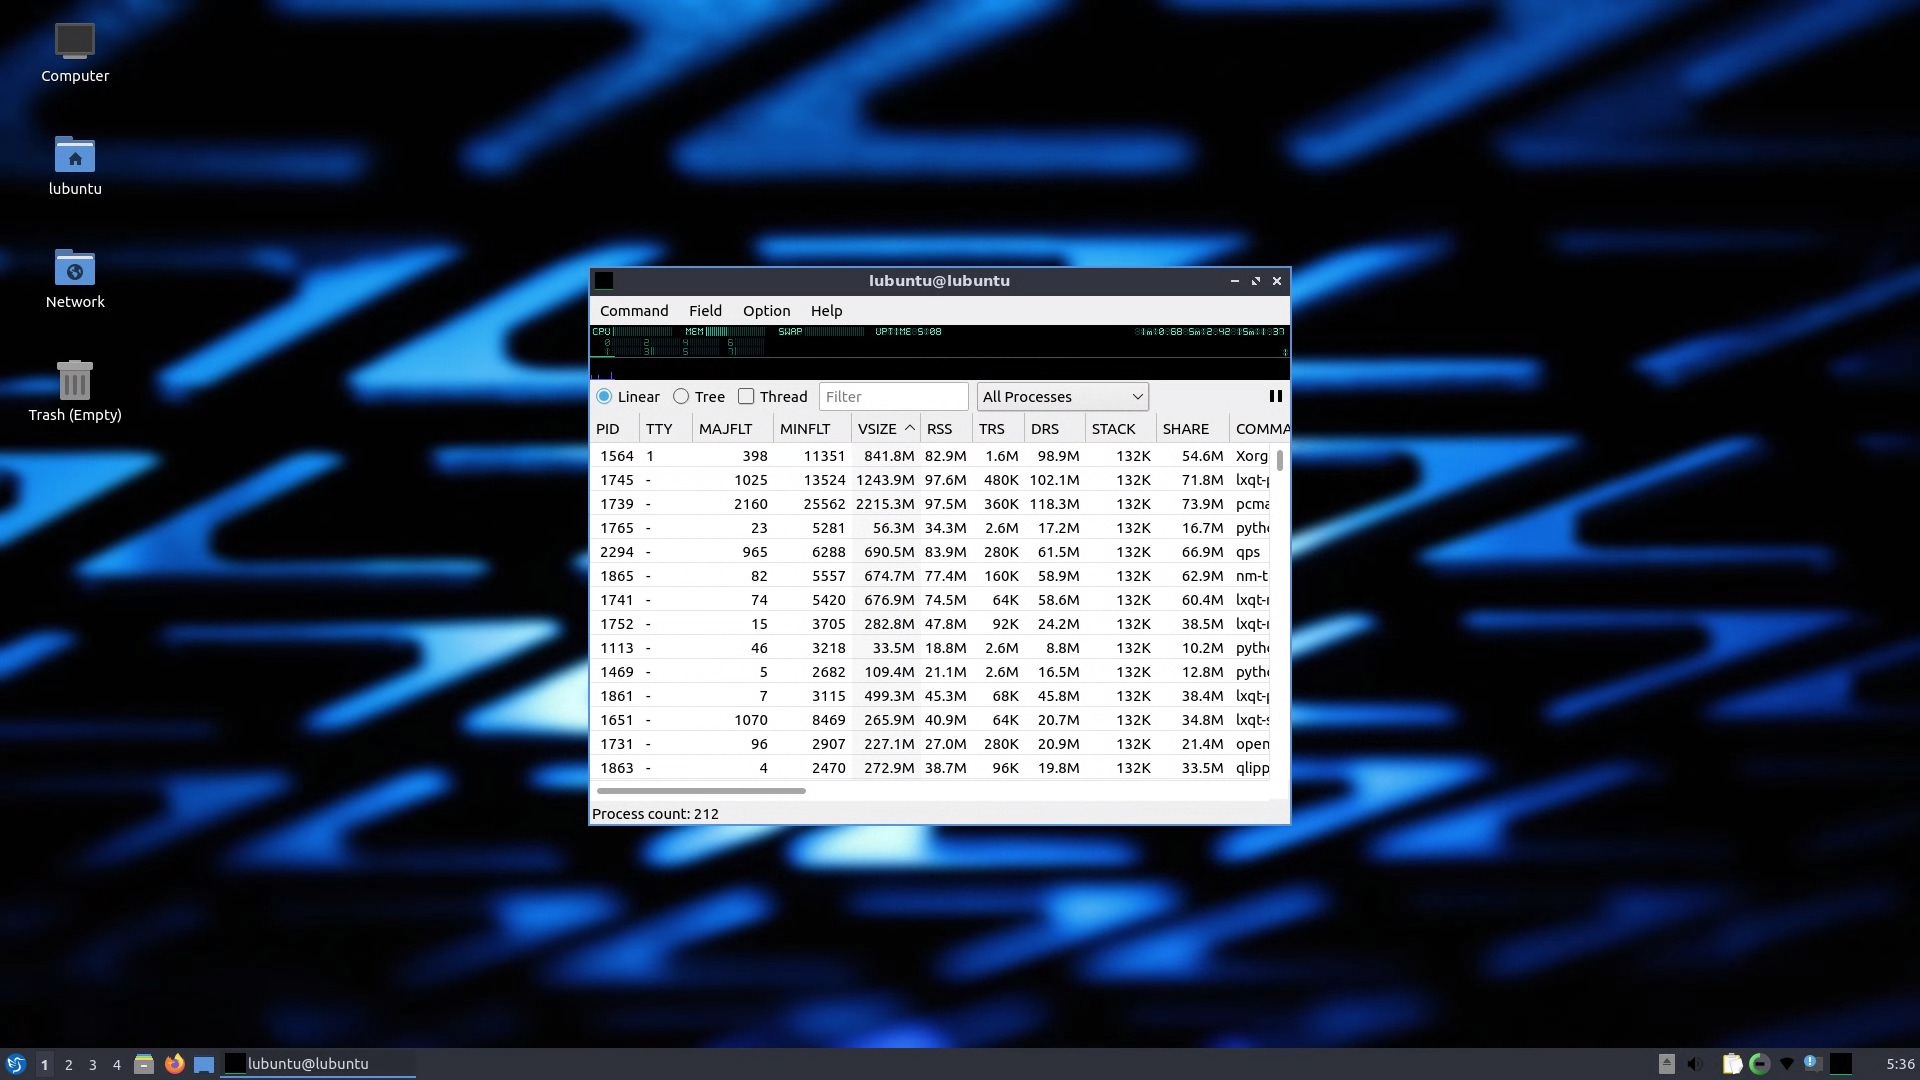 Computer
lubuntu
Network
Trash (Empty)
lubuntu@lubuntu
Command Field Option Help
CPU MEM SWAP UPTIME 5:08 1m:0.68 5m:2.42 15m:1.37
0 2 4 6
1 3 5 7
Linear Tree Thread Filter All Processes
PID TTY MAJFLT MINFLT VSIZE RSS TRS DRS STACK SHARE COMMA
1564 1 398 11351 841.8M 82.9M 1.6M 98.9M 132K 54.6M Xorg
1745 - 1025 13524 1243.9M 97.6M 480K 102.1M 132K 71.8M lxqt-p
1739 - 2160 25562 2215.3M 97.5M 360K 118.3M 132K 73.9M pcma
1765 - 23 5281 56.3M 34.3M 2.6M 17.2M 132K 16.7M pytho
2294 - 965 6288 690.5M 83.9M 280K 61.5M 132K 66.9M qps
1865 - 82 5557 674.7M 77.4M 160K 58.9M 132K 62.9M nm-t
1741 - 74 5420 676.9M 74.5M 64K 58.6M 132K 60.4M lxqt-r
1752 - 15 3705 282.8M 47.8M 92K 24.2M 132K 38.5M lxqt-r
1113 - 46 3218 33.5M 18.8M 2.6M 8.8M 132K 10.2M pytho
1469 - 5 2682 109.4M 21.1M 2.6M 16.5M 132K 12.8M pytho
1861 - 7 3115 499.3M 45.3M 68K 45.8M 132K 38.4M lxqt-p
1651 - 1070 8469 265.9M 40.9M 64K 20.7M 132K 34.8M lxqt-s
1731 - 96 2907 227.1M 27.0M 280K 20.9M 132K 21.4M open
1863 - 4 2470 272.9M 38.7M 96K 19.8M 132K 33.5M qlipp
Process count: 212
1 2 3 4 lubuntu@lubuntu 5:36